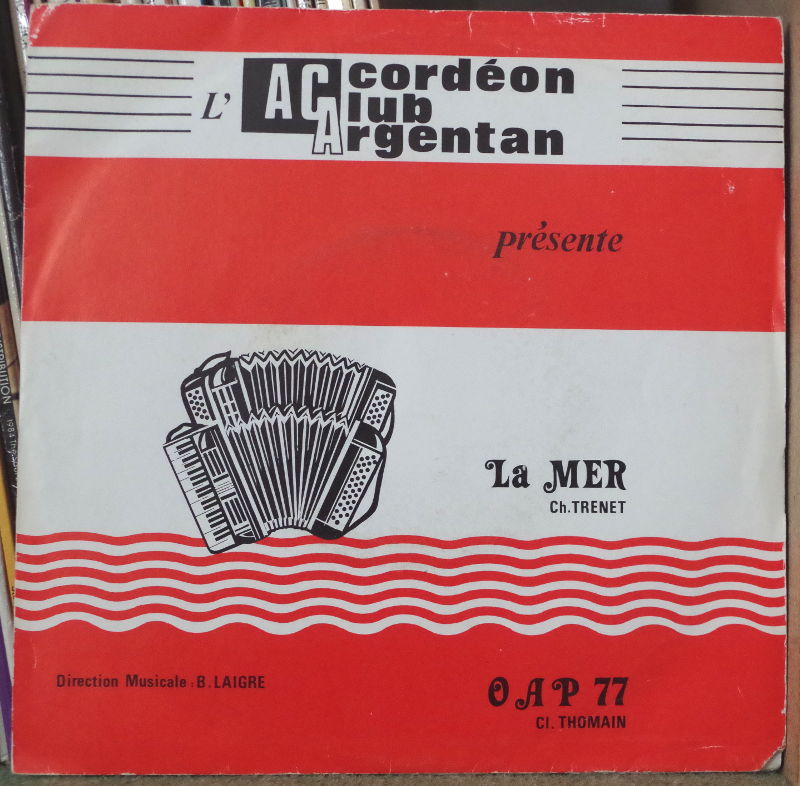 L' ACcordéon
Club
Argentan
présente
La MER
Ch. TRENET
Direction Musicale : B. LAIGRE
OAP 77
Cl. THOMAIN